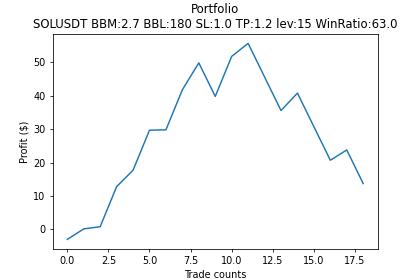 Portfolio
SOLUSDT BBM:2.7 BBL:180 SL:1.0 TP:1.2 lev:15 WinRatio:63.0
Profit ($)
50
40
30
20
10
0
0.0 2.5 5.0 7.5 10.0 12.5 15.0 17.5
Trade counts